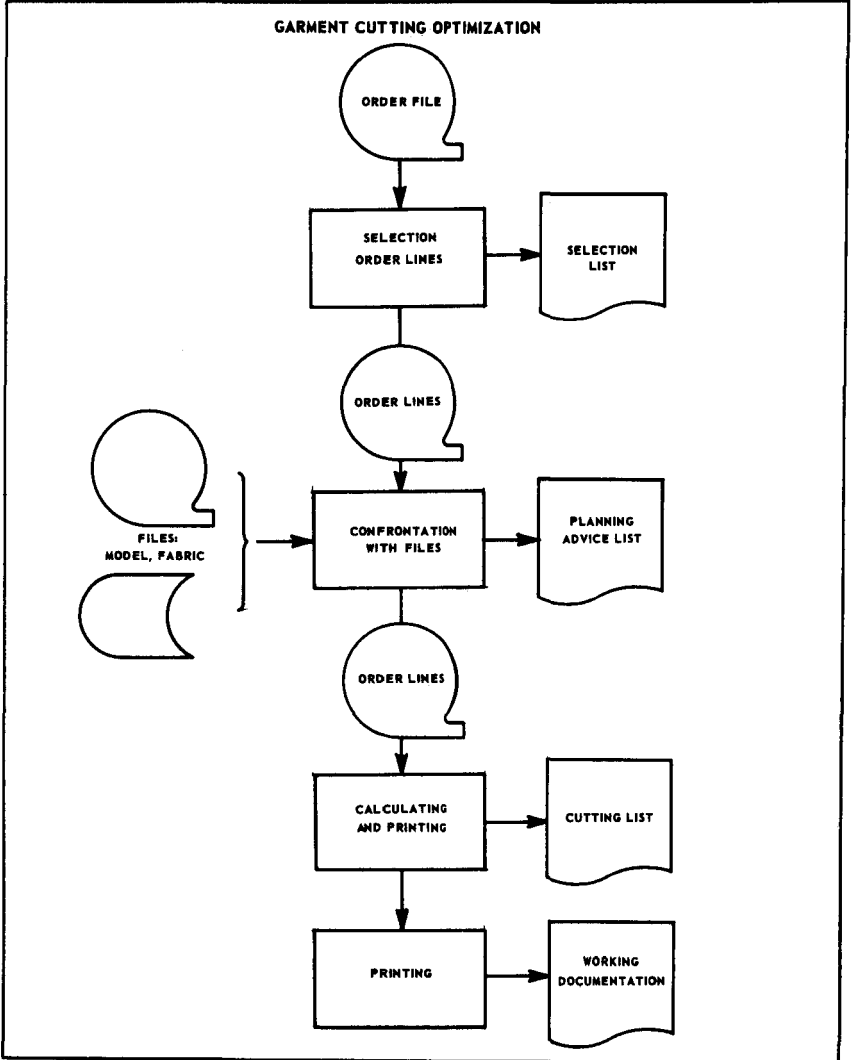 GARMENT CUTTING OPTIMIZATION
ORDER FILE
SELECTION
ORDER LINES
SELECTION
LIST
ORDER LINES
FILES:
MODEL, FABRIC
CONFRONTATION
WITH FILES
PLANNING
ADVICE LIST
ORDER LINES
CALCULATING
AND PRINTING
CUTTING LIST
PRINTING
WORKING
DOCUMENTATION